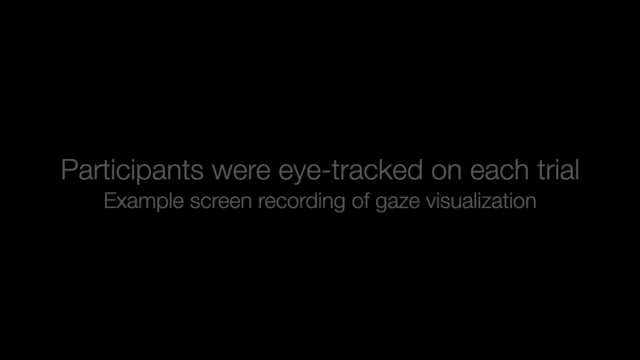 Participants were eye-tracked on each trial
Example screen recording of gaze visualization